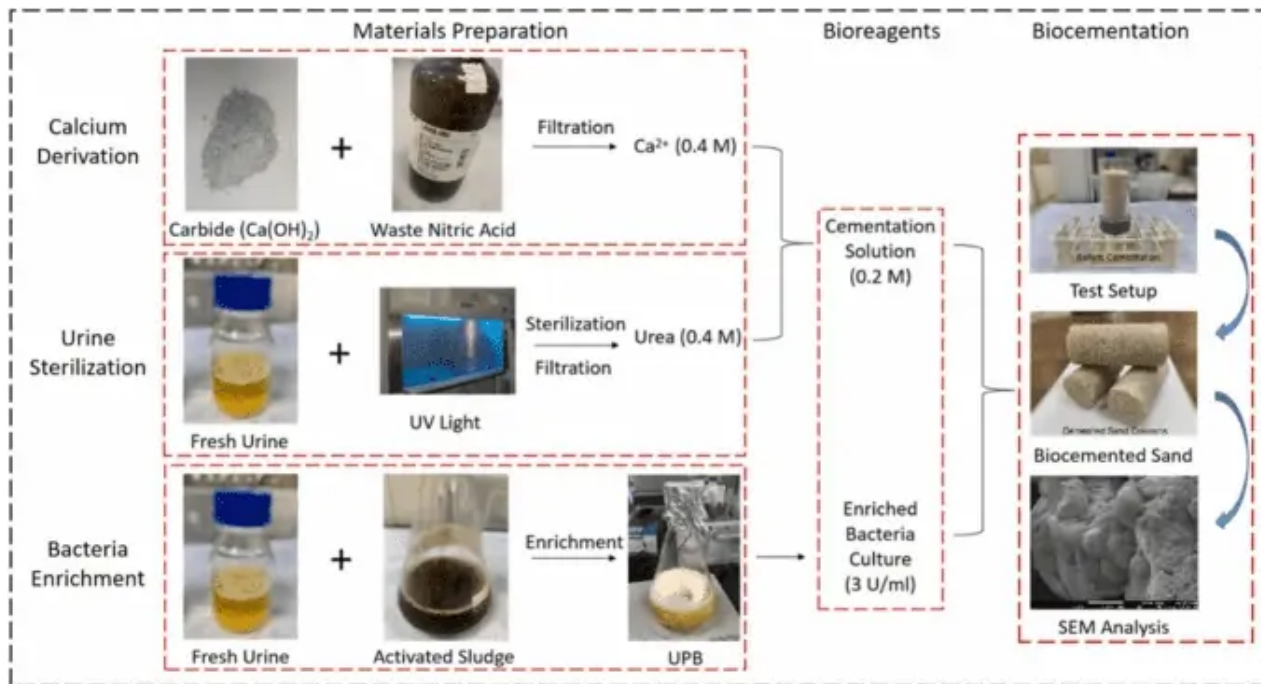 Materials Preparation
Bioreagents
Biocementation
Calcium
Derivation
+
Filtration
Ca²⁺ (0.4 M)
Carbide (Ca(OH)₂)
Waste Nitric Acid
Urine
Sterilization
+
Sterilization
Filtration
Urea (0.4 M)
Fresh Urine
UV Light
Bacteria
Enrichment
+
Enrichment
Fresh Urine
Activated Sludge
UPB
Cementation
Solution
(0.2 M)
Enriched
Bacteria
Culture
(3 U/ml)
Test Setup
Biocemented Sand
SEM Analysis